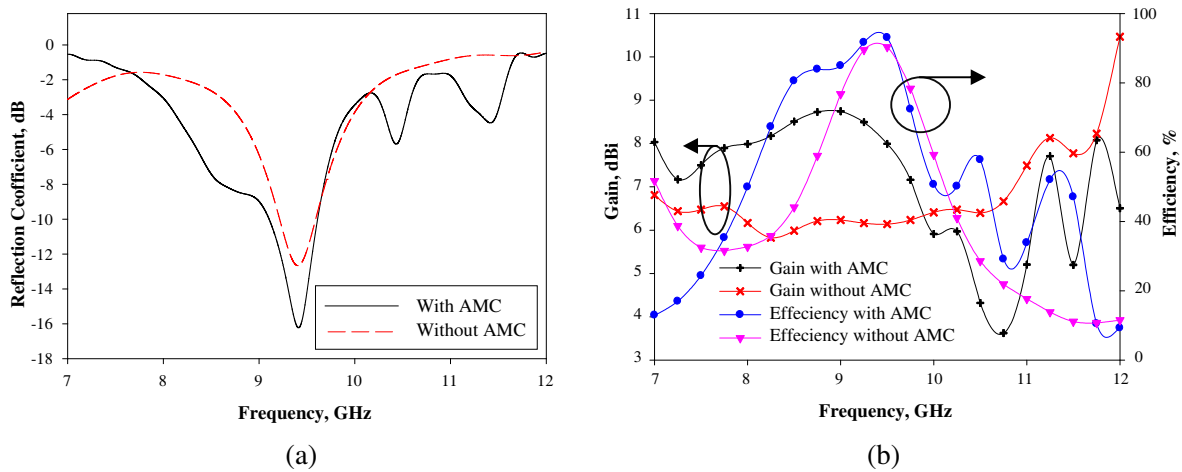 0
-2
-4
-6
-8
-10
-12
-14
-16
-18
Reflection Ceofficient, dB
7 8 9 10 11 12
Frequency, GHz
With AMC
Without AMC
(a)
11
10
9
8
7
6
5
4
3
Gain, dBi
100
80
60
40
20
0
Efficiency, %
7 8 9 10 11 12
Frequency, GHz
Gain with AMC
Gain without AMC
Effeciency with AMC
Effeciency without AMC
(b)